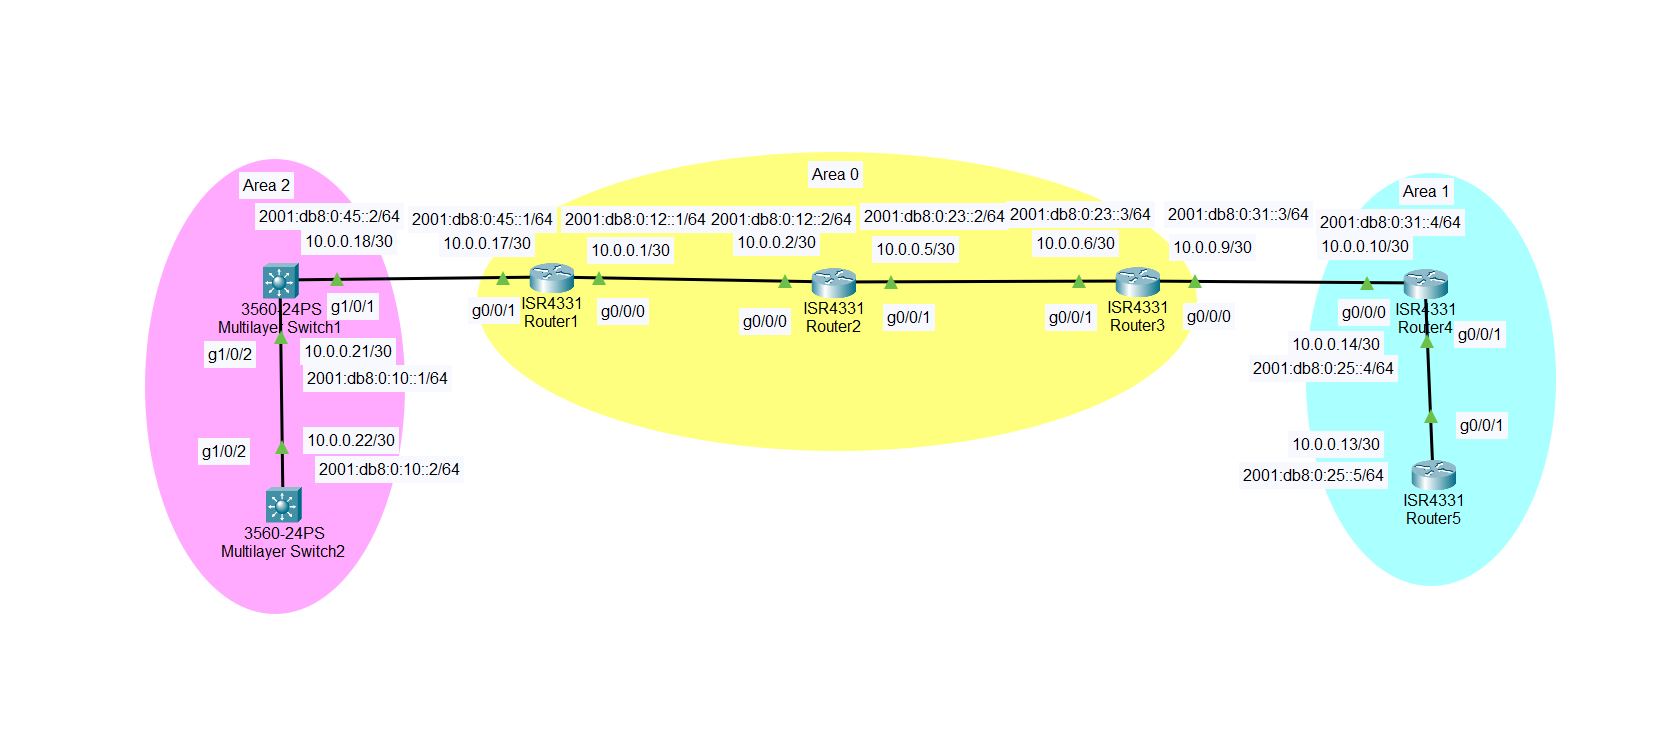 Area 2
Area 0
Area 1
2001:db8:0:45::2/64
2001:db8:0:45::1/64
2001:db8:0:12::1/64
2001:db8:0:12::2/64
2001:db8:0:23::2/64
2001:db8:0:23::3/64
2001:db8:0:31::3/64
2001:db8:0:31::4/64
10.0.0.18/30
10.0.0.17/30
10.0.0.1/30
10.0.0.2/30
10.0.0.5/30
10.0.0.6/30
10.0.0.9/30
10.0.0.10/30
3560-24PS
Multilayer Switch1
g1/0/1
g0/0/1
ISR4331
Router1
g0/0/0
g0/0/0
ISR4331
Router2
g0/0/1
g0/0/1
ISR4331
Router3
g0/0/0
g0/0/0
ISR4331
Router4
g0/0/1
g1/0/2
10.0.0.21/30
2001:db8:0:10::1/64
10.0.0.14/30
2001:db8:0:25::4/64
g1/0/2
10.0.0.22/30
2001:db8:0:10::2/64
g0/0/1
10.0.0.13/30
2001:db8:0:25::5/64
3560-24PS
Multilayer Switch2
ISR4331
Router5